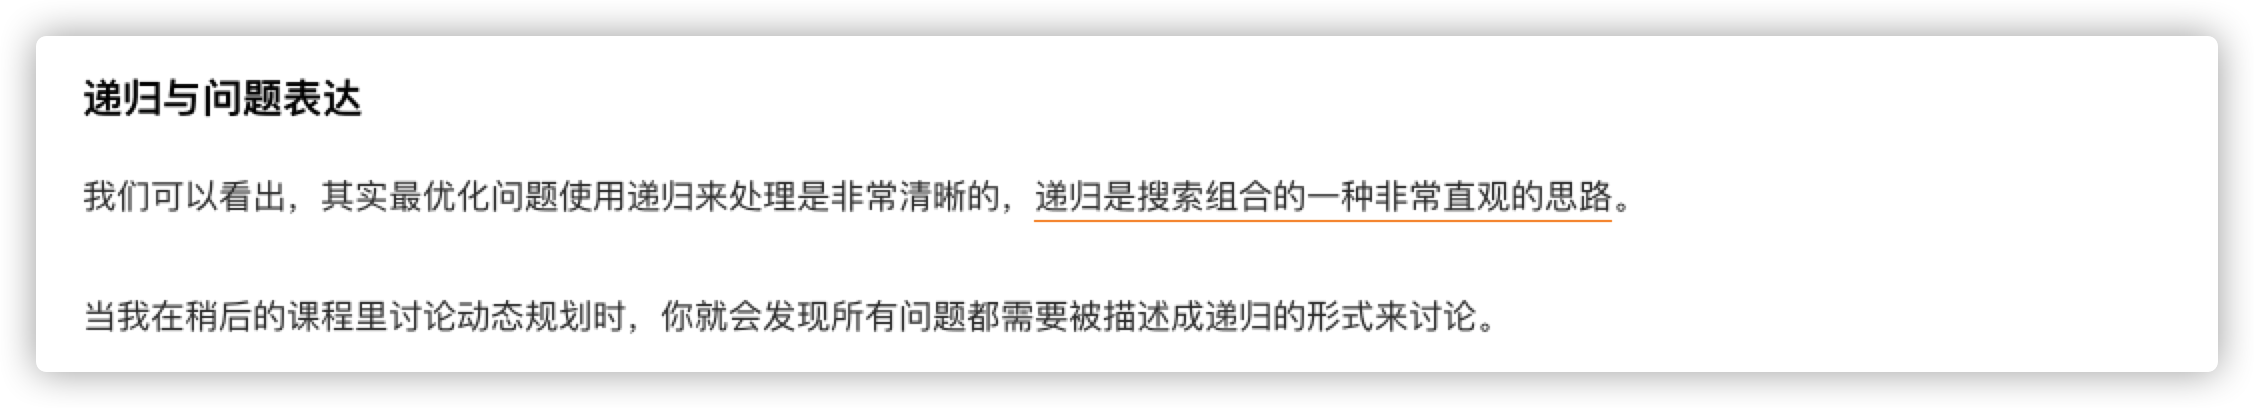 递归与问题表达
我们可以看出，其实最优化问题使用递归来处理是非常清晰的，递归是搜索组合的一种非常直观的思路。
当我在稍后的课程里讨论动态规划时，你就会发现所有问题都需要被描述成递归的形式来讨论。